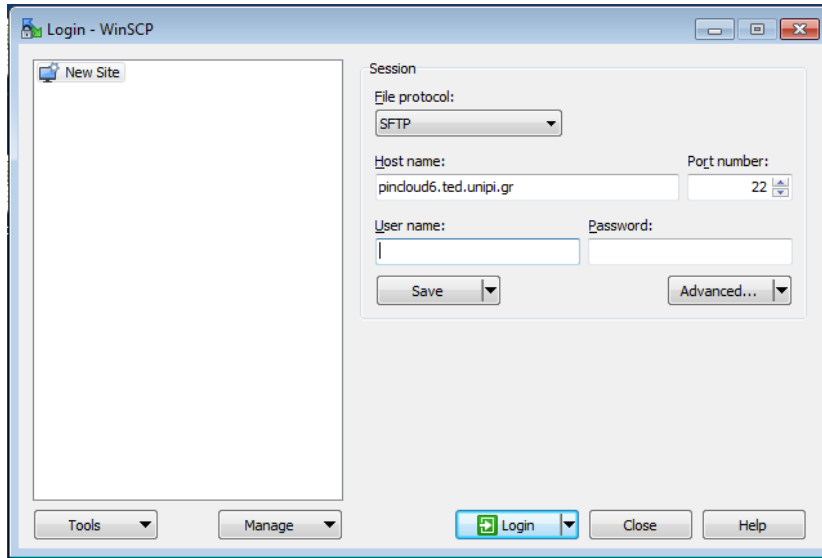 Login - WinSCP
New Site
Session
File protocol:
SFTP
Host name: Port number:
pincloud6.ted.unipi.gr 22
User name: Password:
Save Advanced...
Tools Manage Login Close Help